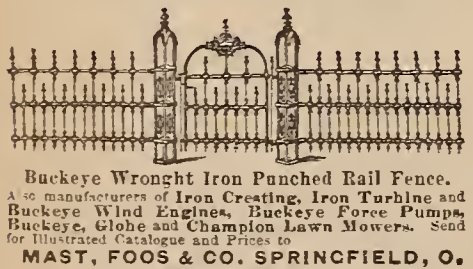 Buckeye Wrought Iron Punched Rail Fence.
Also manufacturers of Iron Cresting, Iron Turbine and
Buckeye Wind Engines, Buckeye Force Pumps,
Buckeye, Globe and Champion Lawn Mowers. Send
for Illustrated Catalogue and Prices to
MAST, FOOS & CO. SPRINGFIELD, O.